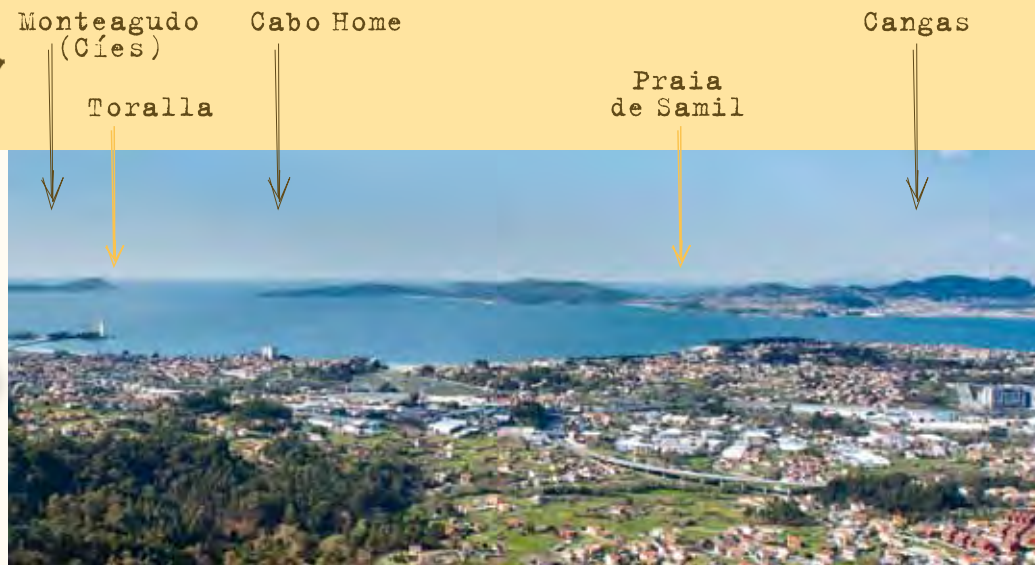 Monteagudo
(Cíes)
Cabo Home
Cangas
Toralla
Praia
de Samil